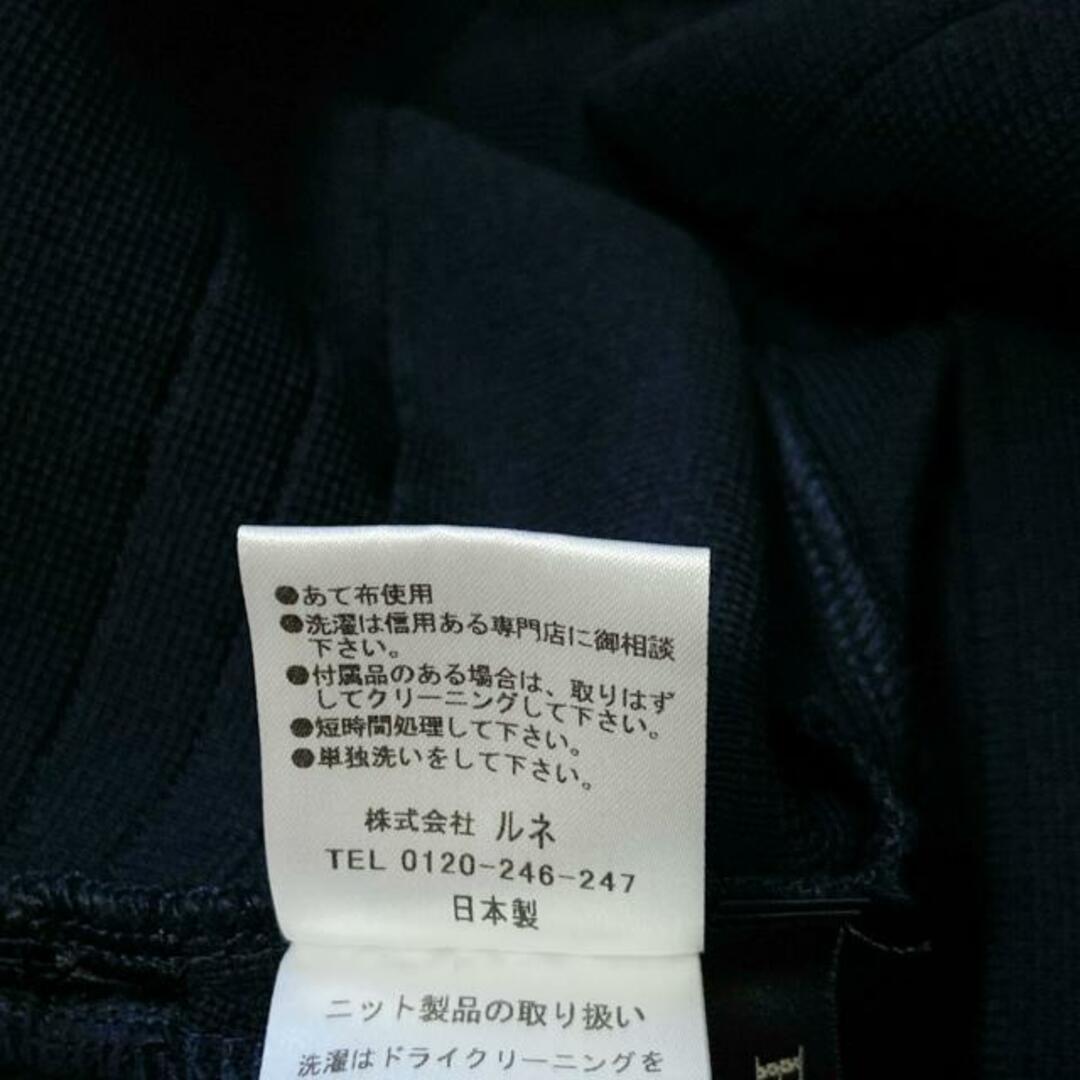 ●あて布使用
●洗濯は信用ある専門店に御相談
下さい。
●付属品のある場合は、取りはず
してクリーニングして下さい。
●短時間処理して下さい。
●単独洗いをして下さい。
株式会社 ルネ
TEL 0120-246-247
日本製
ニット製品の取り扱い
洗濯はドライクリーニングを